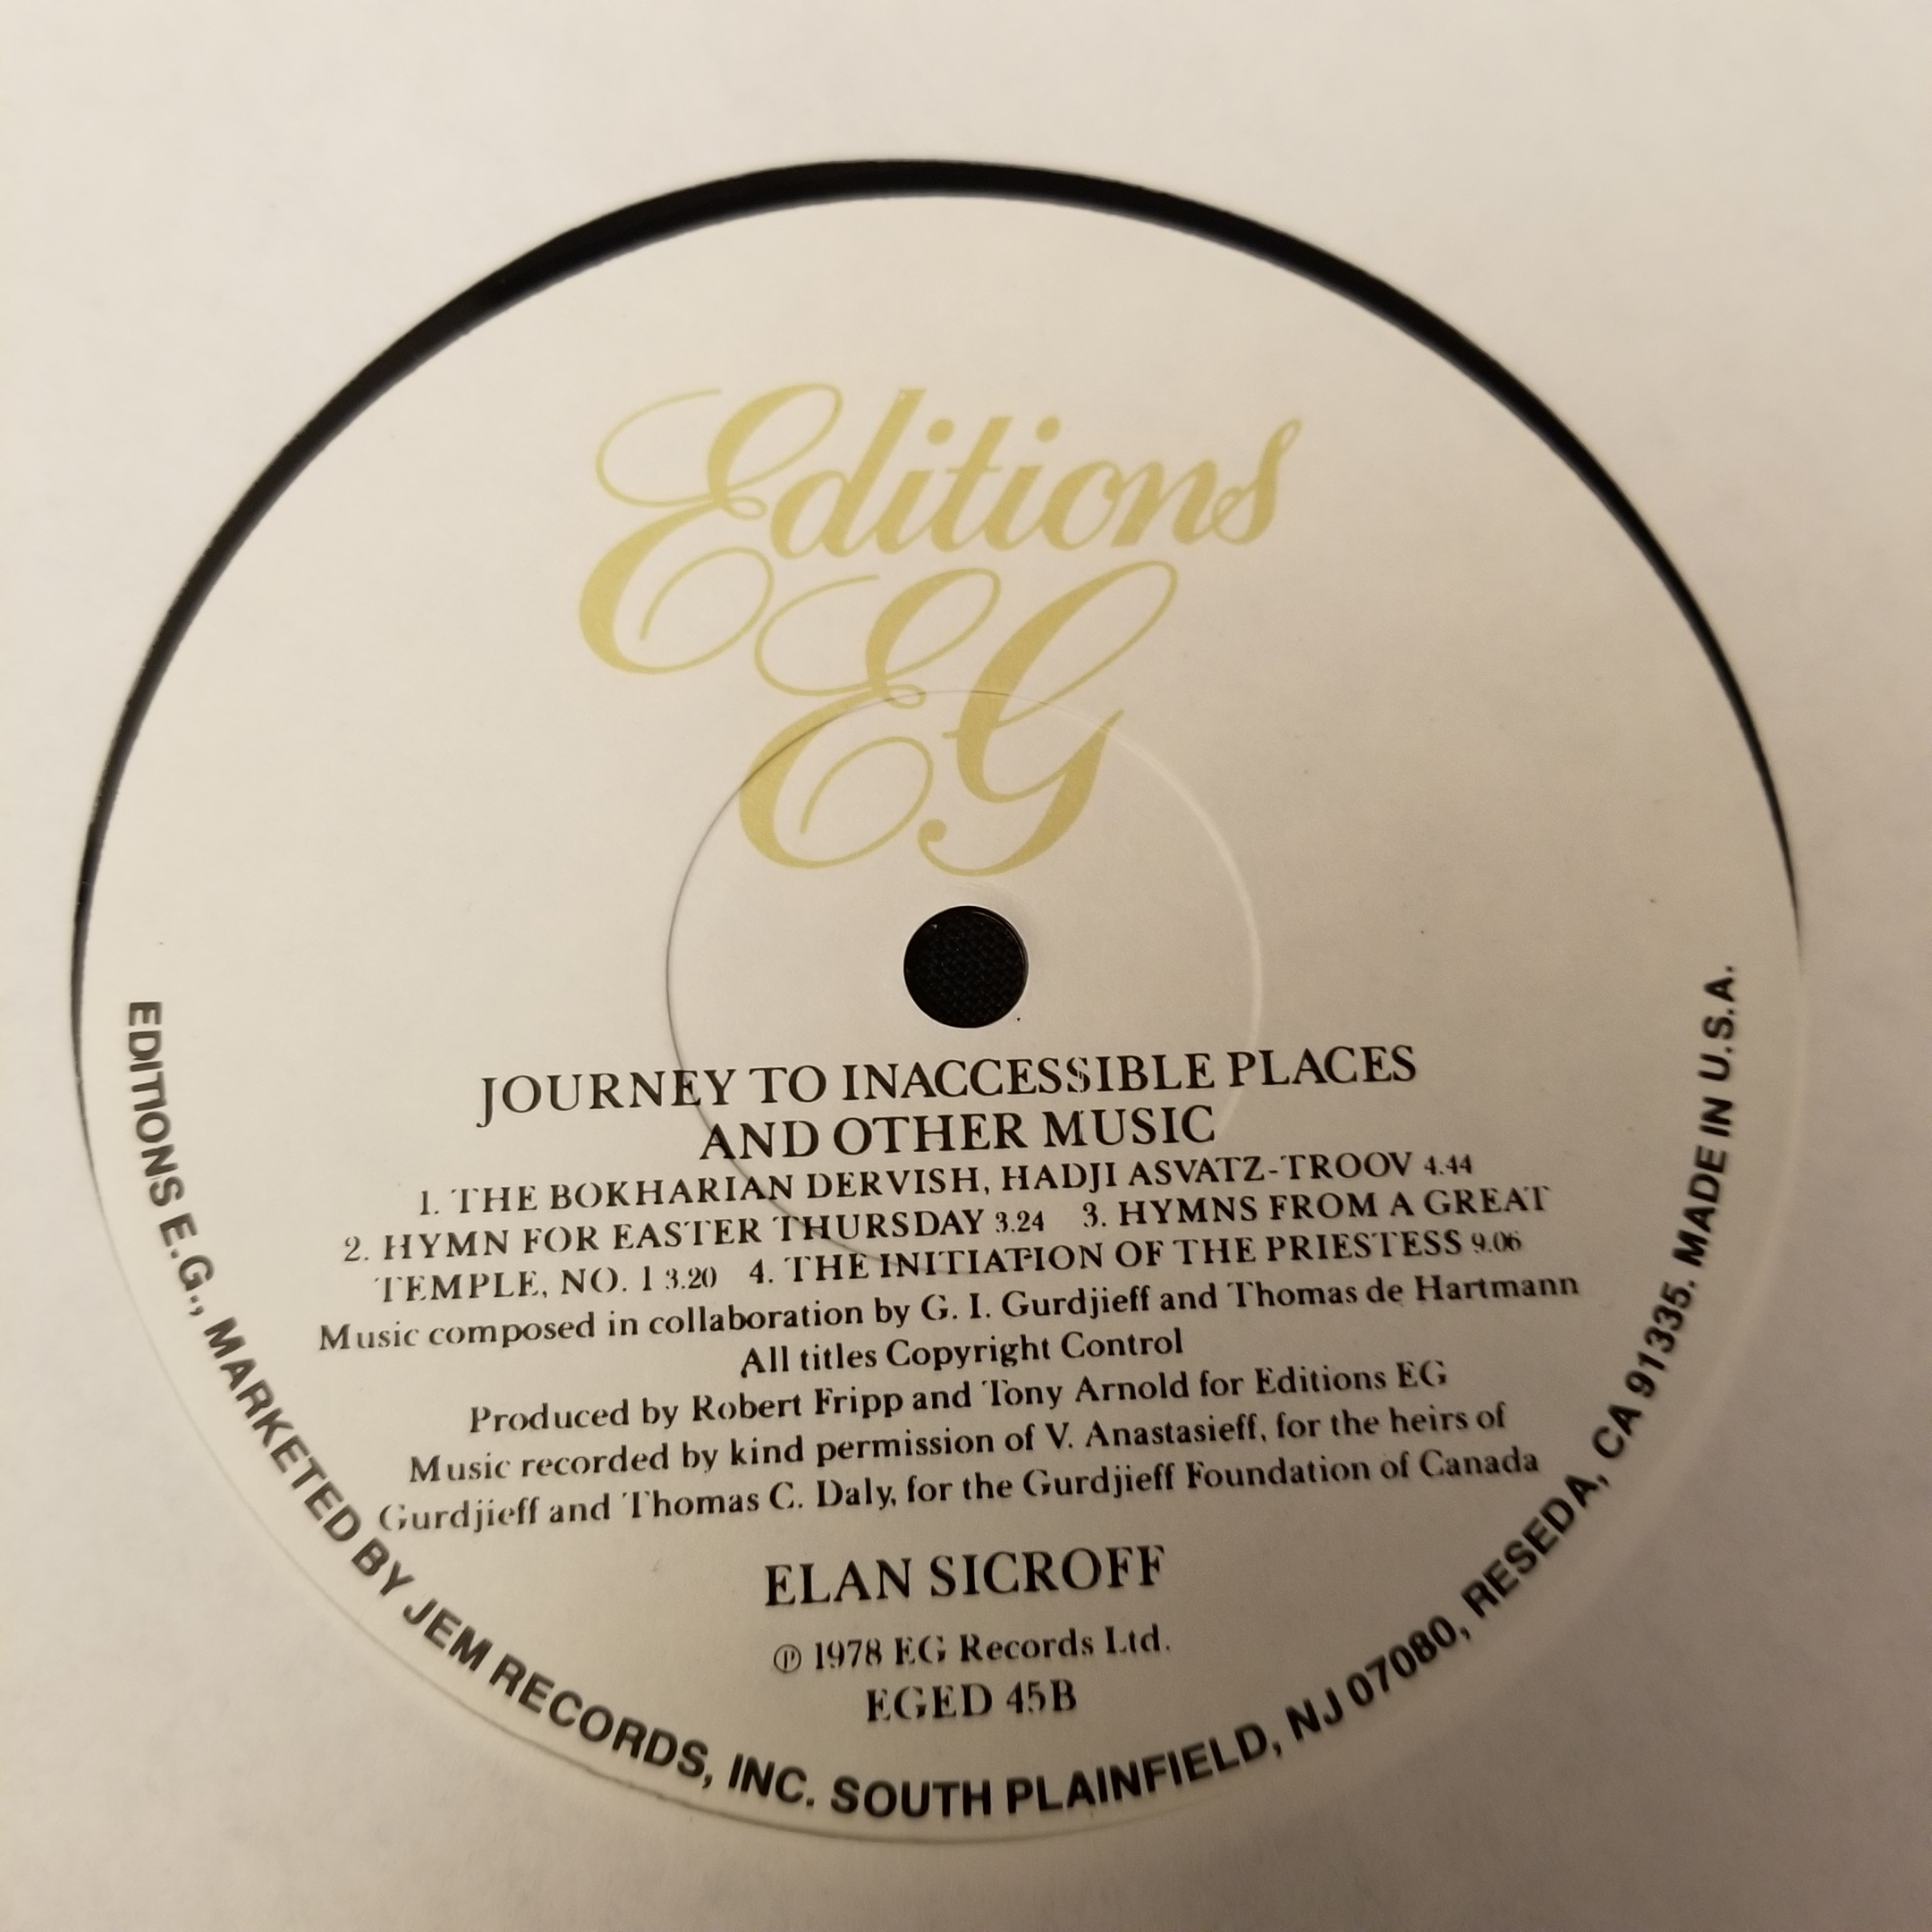 Editions
EG
JOURNEY TO INACCESSIBLE PLACES
AND OTHER MUSIC
1. THE BOKHARIAN DERVISH, HADJI ASVATZ-TROOV 4.44
2. HYMN FOR EASTER THURSDAY 3.24 3. HYMNS FROM A GREAT
TEMPLE, NO. 1 3.20 4. THE INITIATION OF THE PRIESTESS 9.06
Music composed in collaboration by G. I. Gurdjieff and Thomas de Hartmann
All titles Copyright Control
Produced by Robert Fripp and Tony Arnold for Editions EG
Music recorded by kind permission of V. Anastasieff, for the heirs of
Gurdjieff and Thomas C. Daly, for the Gurdjieff Foundation of Canada
ELAN SICROFF
℗ 1978 EG Records Ltd.
EGED 45B
EDITIONS E.G., MARKETED BY JEM RECORDS, INC. SOUTH PLAINFIELD, NJ 07080, RESEDA, CA 91335. MADE IN U.S.A.